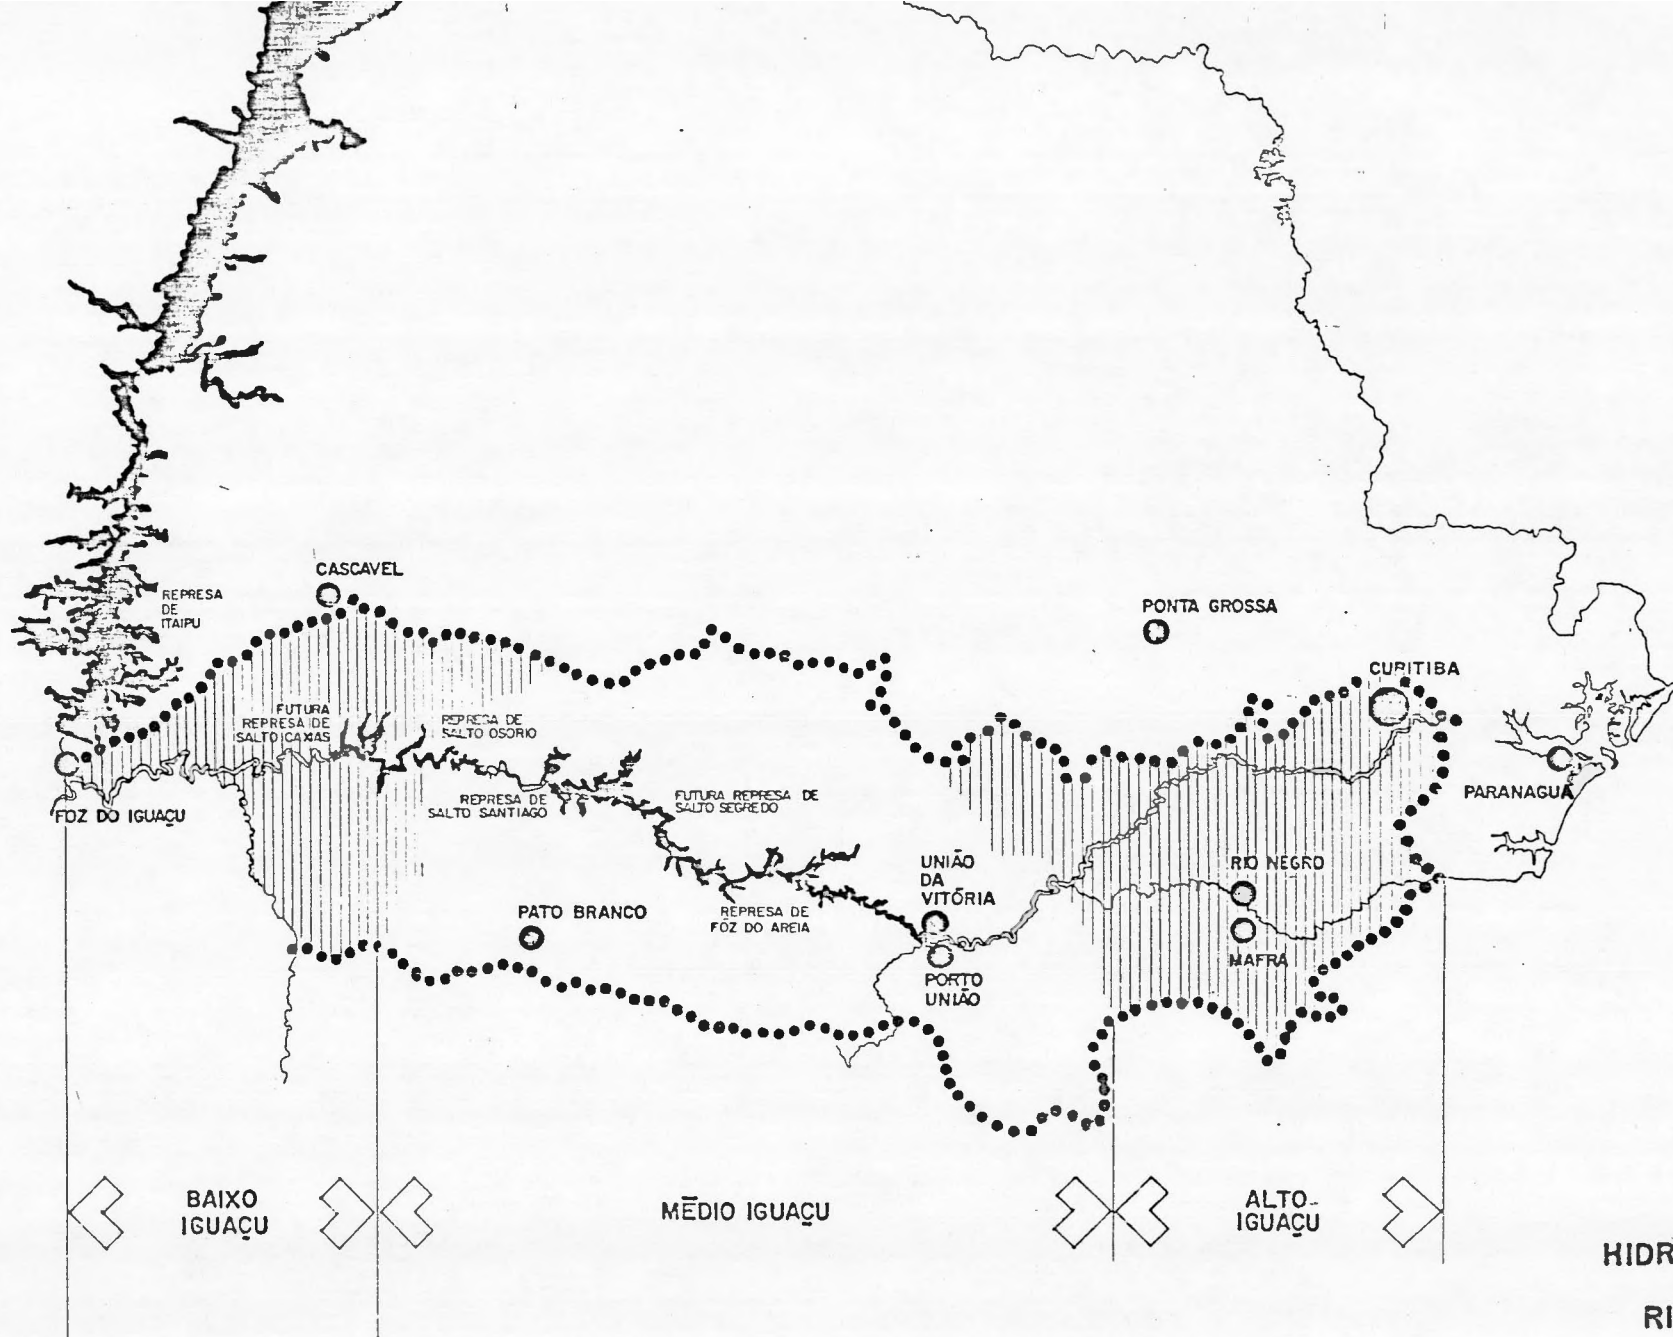 CASCAVEL
REPRESA
DE
ITAIPU
PONTA GROSSA
CURITIBA
FUTURA
REPRESA DE
SALTO CAXIAS
REPRESA DE
SALTO OSÓRIO
FOZ DO IGUAÇU
REPRESA DE
SALTO SANTIAGO
FUTURA REPRESA DE
SALTO SEGREDO
PARANAGUÁ
UNIÃO
DA
VITÓRIA
RIO NEGRO
PATO BRANCO
REPRESA DE
FÓZ DO AREIA
MAFRA
PORTO
UNIÃO
BAIXO
IGUAÇU
MÉDIO IGUAÇU
ALTO-
IGUAÇU
HIDR
RI